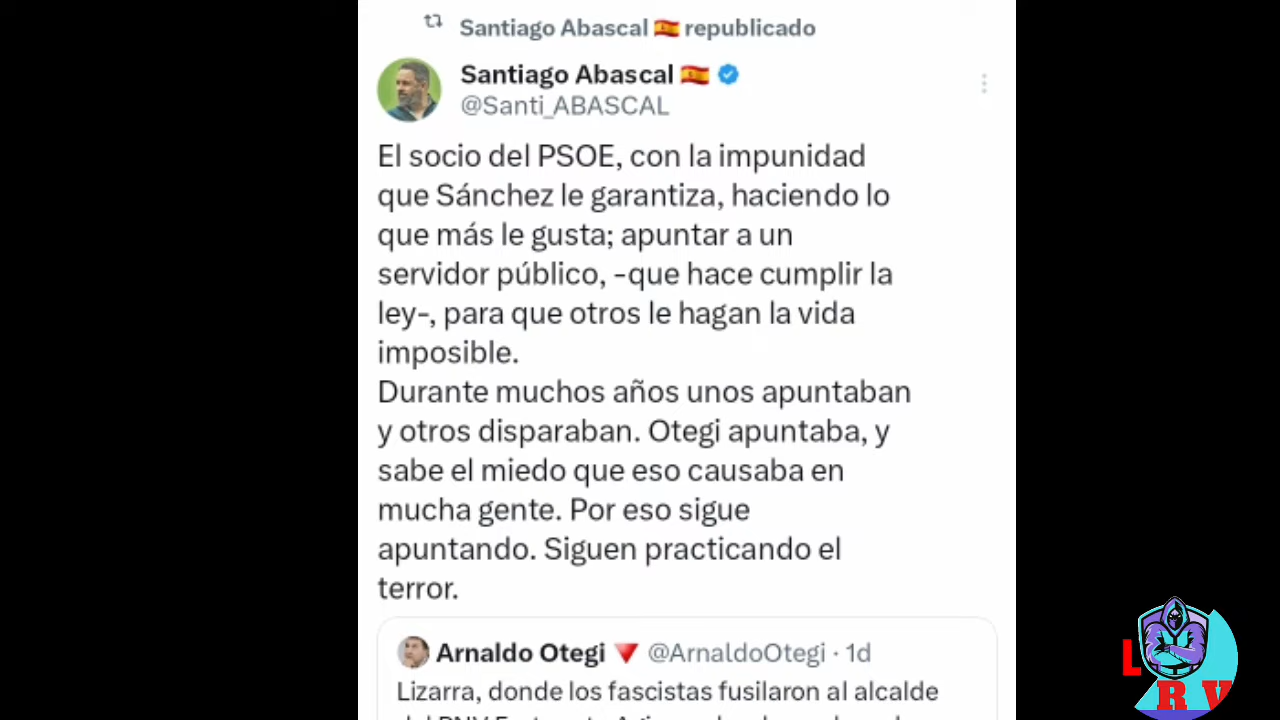 Santiago Abascal 🇪🇸 republicado
Santiago Abascal 🇪🇸
@Santi_ABASCAL
El socio del PSOE, con la impunidad
que Sánchez le garantiza, haciendo lo
que más le gusta; apuntar a un
servidor público, -que hace cumplir la
ley-, para que otros le hagan la vida
imposible.
Durante muchos años unos apuntaban
y otros disparaban. Otegi apuntaba, y
sabe el miedo que eso causaba en
mucha gente. Por eso sigue
apuntando. Siguen practicando el
terror.
Arnaldo Otegi 🔻 @ArnaldoOtegi · 1d
Lizarra, donde los fascistas fusilaron al alcalde
L
R V